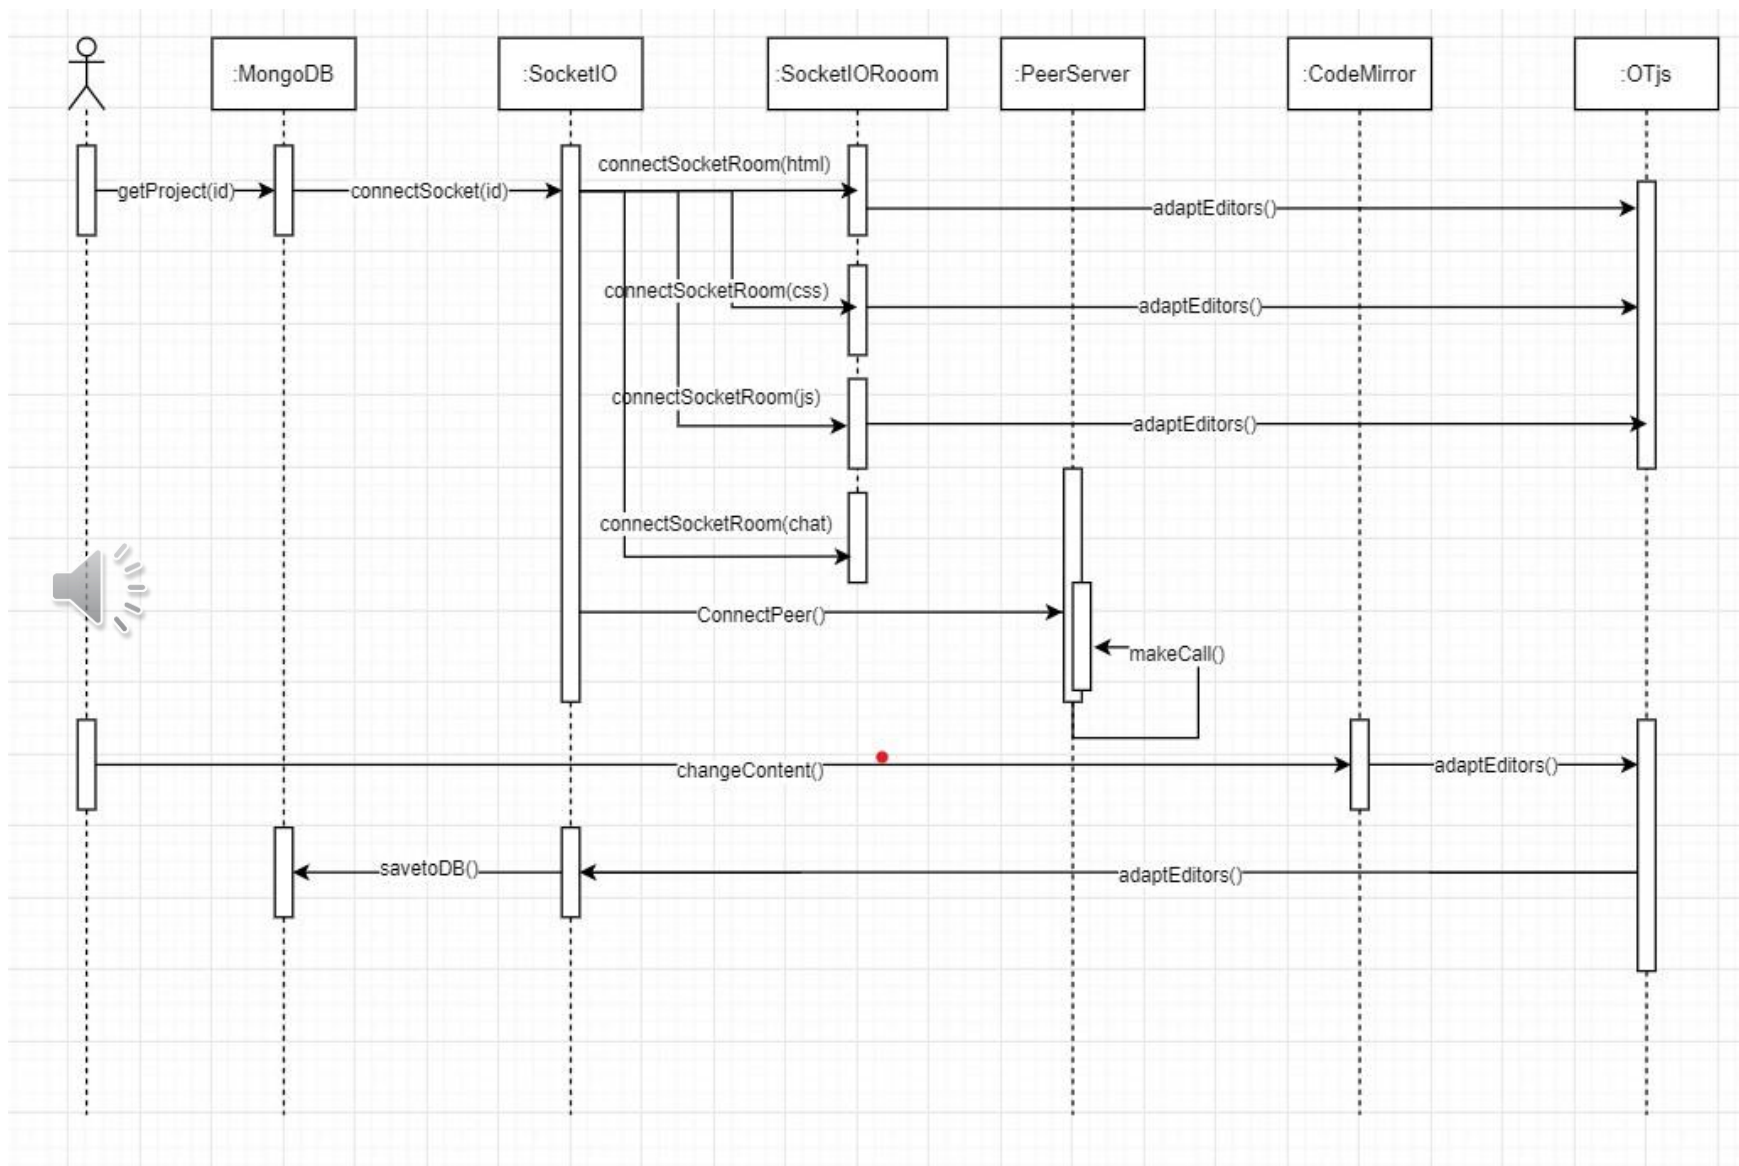 :MongoDB
:SocketIO
:SocketIORooom
:PeerServer
:CodeMirror
:OTjs
connectSocketRoom(html)
getProject(id)
connectSocket(id)
adaptEditors()
connectSocketRoom(css)
adaptEditors()
connectSocketRoom(js)
adaptEditors()
connectSocketRoom(chat)
ConnectPeer()
makeCall()
changeContent()
adaptEditors()
savetoDB()
adaptEditors()